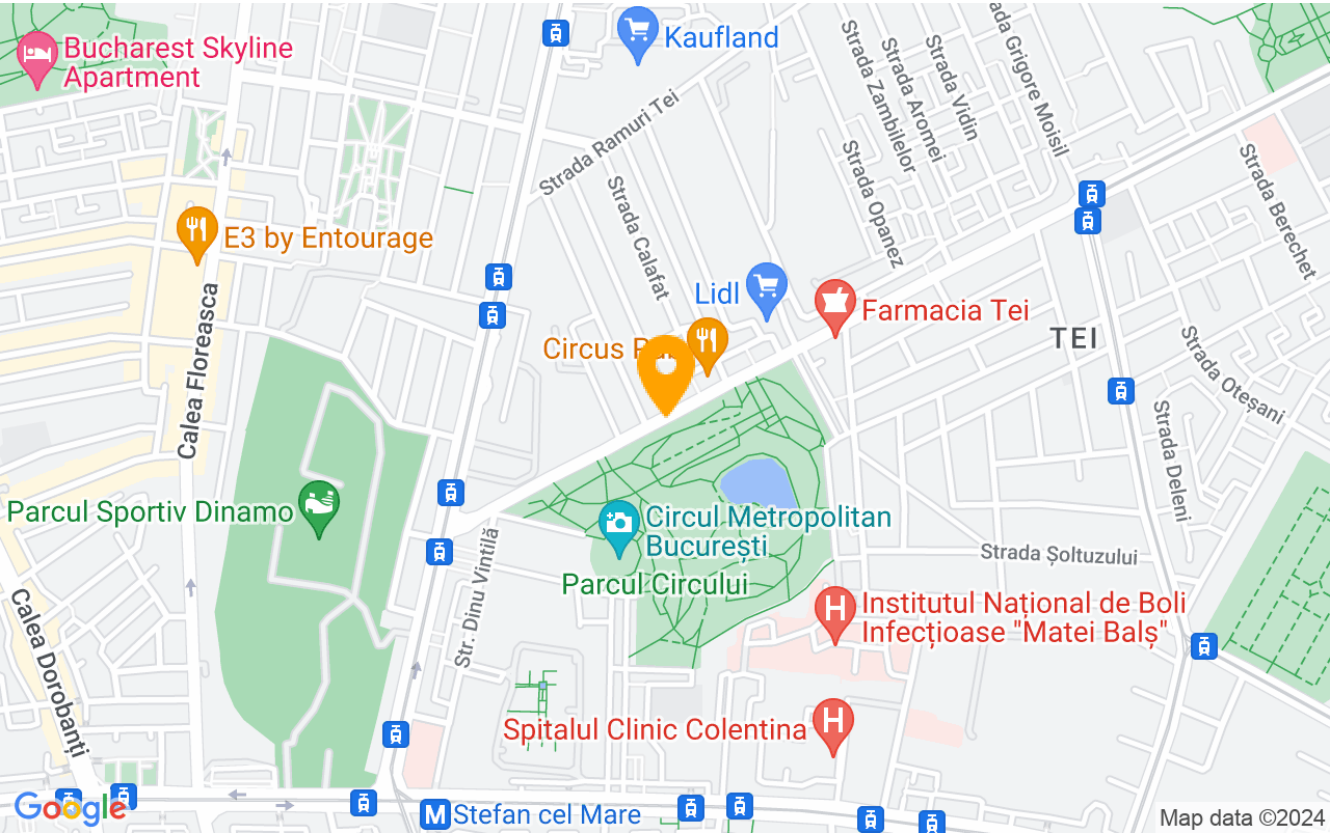 Bucharest Skyline
Apartment
Kaufland
Strada Zambilelor
Strada Aromei
Strada Vidin
Strada Grigore Moisil
Strada Ramuri Tei
Strada Calafat
Strada Opanez
Strada Berechet
E3 by Entourage
Calea Floreasca
Lidl
Farmacia Tei
TEI
Circus
Strada Oteșani
Strada Deleni
Parcul Sportiv Dinamo
Circul Metropolitan
București
Parcul Circului
Strada Șoltuzului
Str. Dinu Vintilă
Calea Dorobanți
H
Institutul Național de Boli
Infecțioase "Matei Balș"
Spitalul Clinic Colentina
H
Google
M
Stefan cel Mare
Map data ©2024